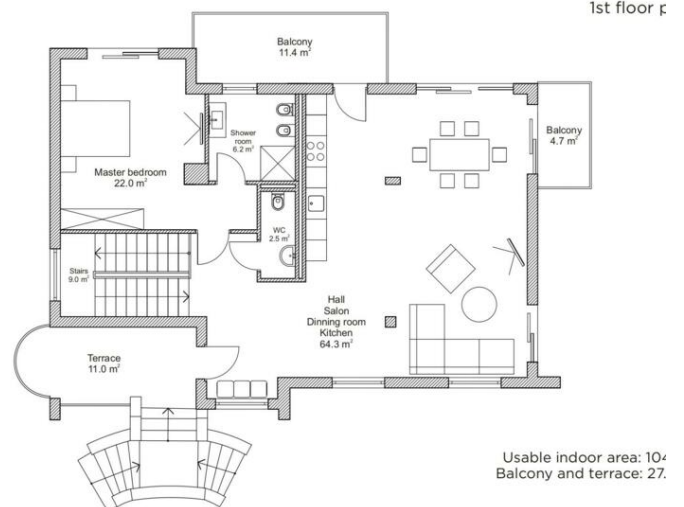 1st floor p
Balcony
11.4 m²
Balcony
4.7 m²
Shower
room
6.2 m²
Master bedroom
22.0 m²
WC
2.5 m²
Stairs
9.0 m²
Hall
Salon
Dinning room
Kitchen
64.3 m²
Terrace
11.0 m²
Usable indoor area: 104
Balcony and terrace: 27.